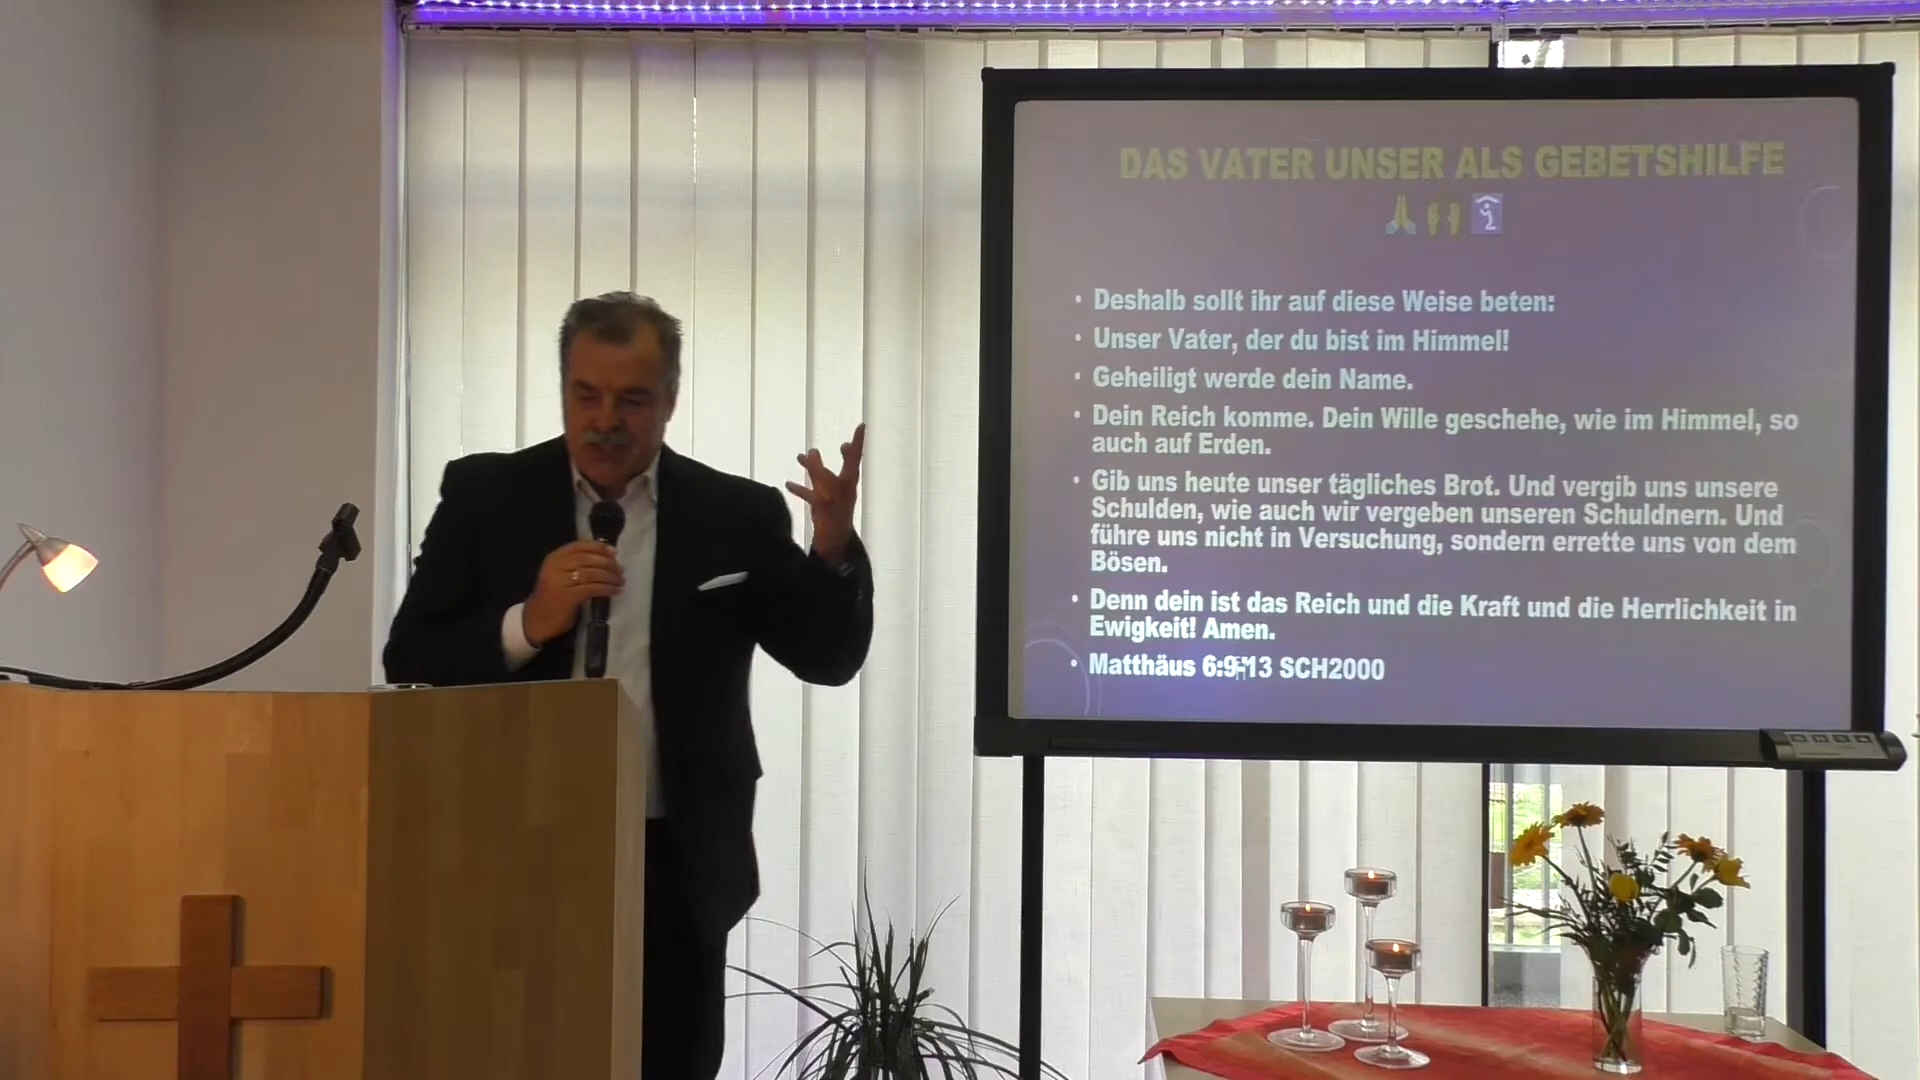 DAS VATER UNSER ALS GEBETSHILFE
• Deshalb sollt ihr auf diese Weise beten:
• Unser Vater, der du bist im Himmel!
• Geheiligt werde dein Name.
• Dein Reich komme. Dein Wille geschehe, wie im Himmel, so
auch auf Erden.
• Gib uns heute unser tägliches Brot. Und vergib uns unsere
Schulden, wie auch wir vergeben unseren Schuldnern. Und
führe uns nicht in Versuchung, sondern errette uns von dem
Bösen.
• Denn dein ist das Reich und die Kraft und die Herrlichkeit in
Ewigkeit! Amen.
• Matthäus 6:9-13 SCH2000